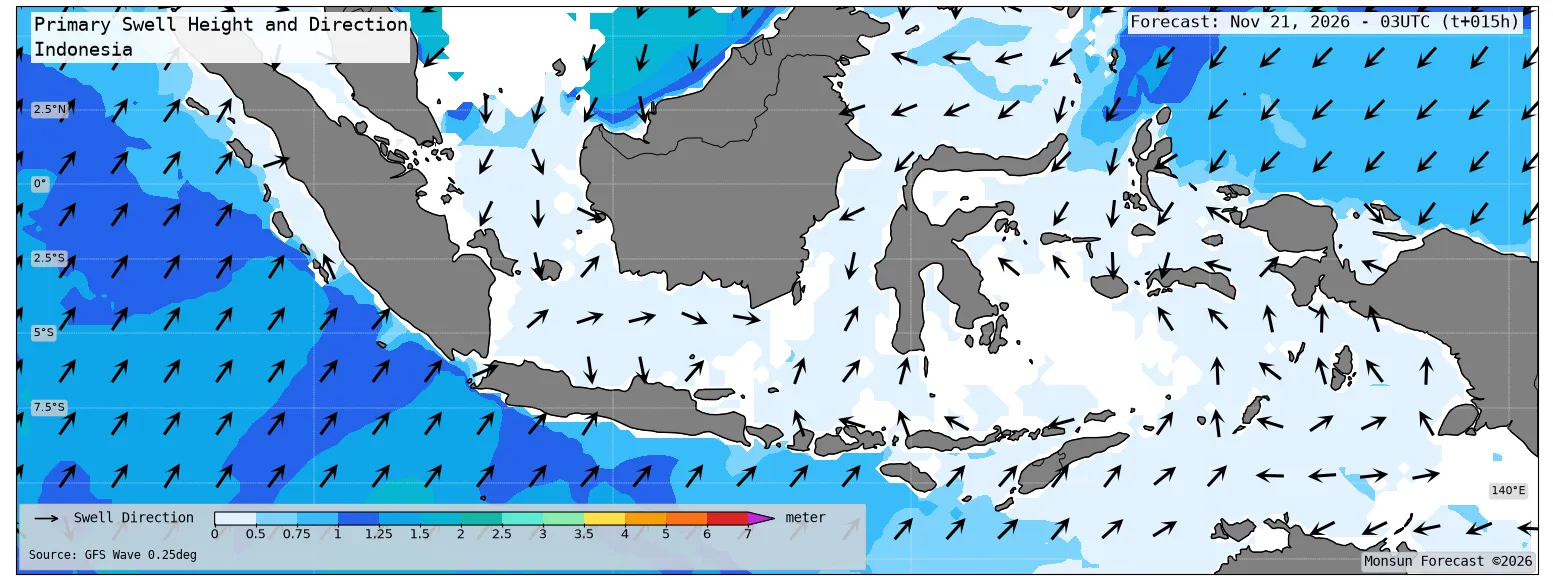 Primary Swell Height and Direction
Indonesia
Forecast: Nov 21, 2026 - 03UTC (t+015h)
2.5°N
0°
2.5°S
5°S
7.5°S
140°E
Swell Direction
meter
0 0.5 0.75 1 1.25 1.5 2 2.5 3 3.5 4 5 6 7
Source: GFS Wave 0.25deg
Monsun Forecast ©2026